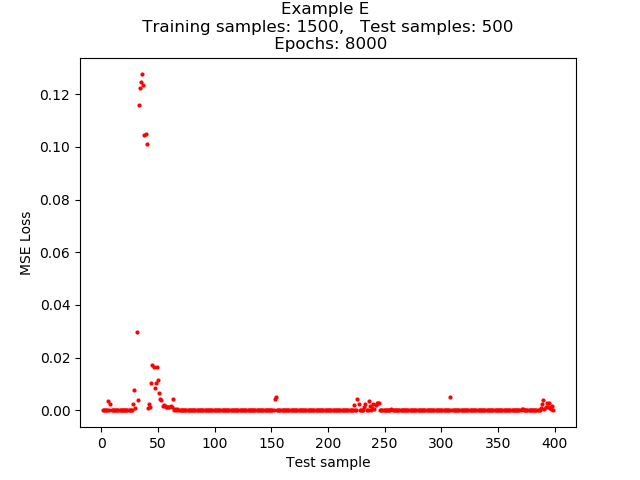 Example E
Training samples: 1500,   Test samples: 500
Epochs: 8000
0.12
0.10
0.08
0.06
0.04
0.02
0.00
MSE Loss
0 50 100 150 200 250 300 350 400
Test sample